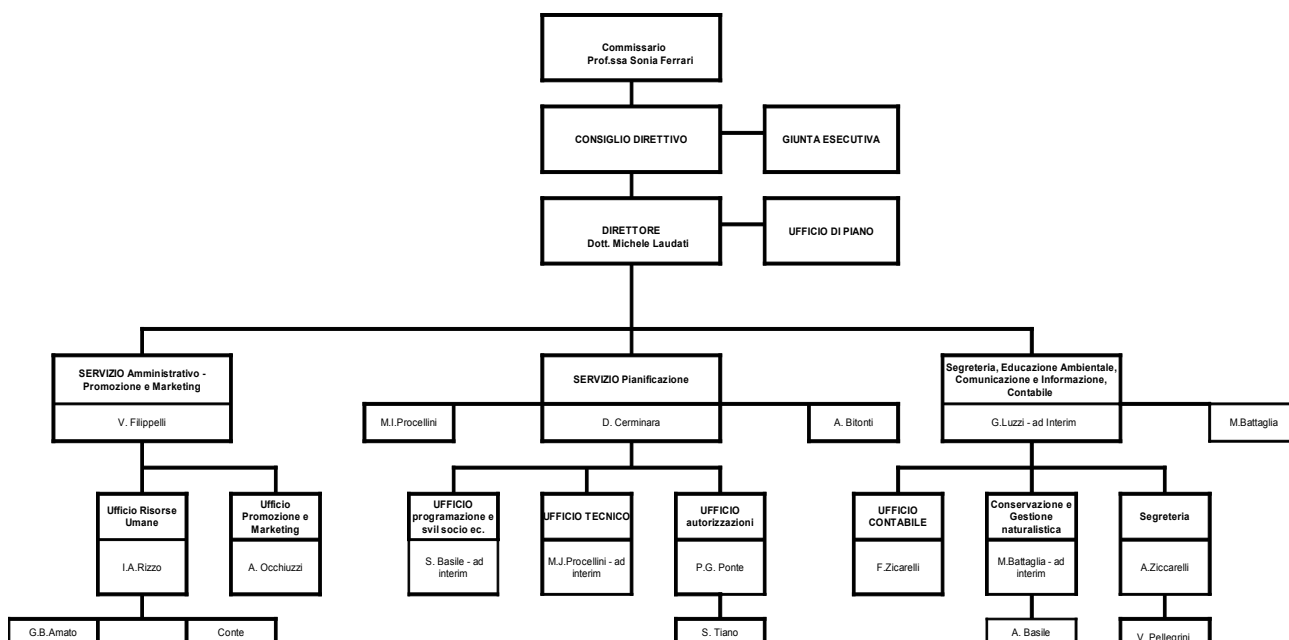 Commissario
Prof.ssa Sonia Ferrari
CONSIGLIO DIRETTIVO
GIUNTA ESECUTIVA
DIRETTORE
Dott. Michele Laudati
UFFICIO DI PIANO
SERVIZIO Amministrativo -
Promozione e Marketing
V. Filippelli
SERVIZIO Pianificazione
M.I.Procellini
D. Cerminara
A. Bitonti
Segreteria, Educazione Ambientale,
Comunicazione e Informazione,
Contabile
G.Luzzi - ad Interim
M.Battaglia
Ufficio Risorse
Umane
I.A.Rizzo
Ufficio
Promozione e
Marketing
A. Occhiuzzi
UFFICIO
programazione e
svil socio ec.
S. Basile - ad
interim
UFFICIO TECNICO
M.J.Procellini - ad
interim
UFFICIO
autorizzazioni
P.G. Ponte
UFFICIO
CONTABILE
F.Zicarelli
Conservazione e
Gestione
naturalistica
M.Battaglia - ad
interim
Segreteria
A.Ziccarelli
G.B.Amato
Conte
S. Tiano
A. Basile
V. Pellegrini